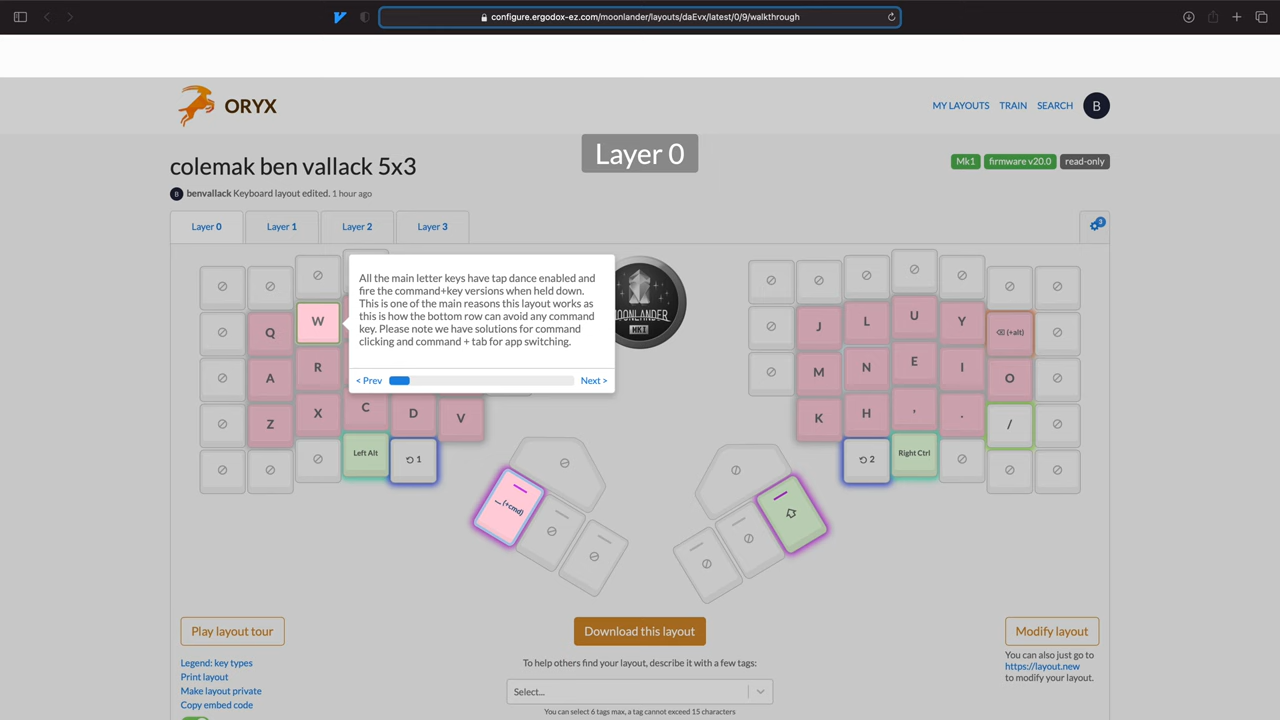 configure.ergodox-ez.com/moonlander/layouts/daEvx/latest/0/9/walkthrough
ORYX
MY LAYOUTS
TRAIN
SEARCH
B
Layer 0
colemak ben vallack 5x3
Mk1
firmware v20.0
read-only
B
benvallack Keyboard layout edited. 1 hour ago
Layer 0
Layer 1
Layer 2
Layer 3
3
All the main letter keys have tap dance enabled and
fire the command+key versions when held down.
This is one of the main reasons this layout works as
this is how the bottom row can avoid any command
key. Please note we have solutions for command
clicking and command + tab for app switching.
< Prev
Next >
MOONLANDER
MK1
Q
W
J
L
U
Y
⌫ (+alt)
A
R
M
N
E
I
O
Z
X
C
D
V
K
H
,
.
/
Left Alt
1
2
Right Ctrl
_ (+cmd)
Play layout tour
Download this layout
Modify layout
Legend: key types
Print layout
Make layout private
Copy embed code
To help others find your layout, describe it with a few tags:
Select...
You can select 6 tags max, a tag cannot exceed 15 characters
You can also just go to
https://layout.new
to modify your layout.